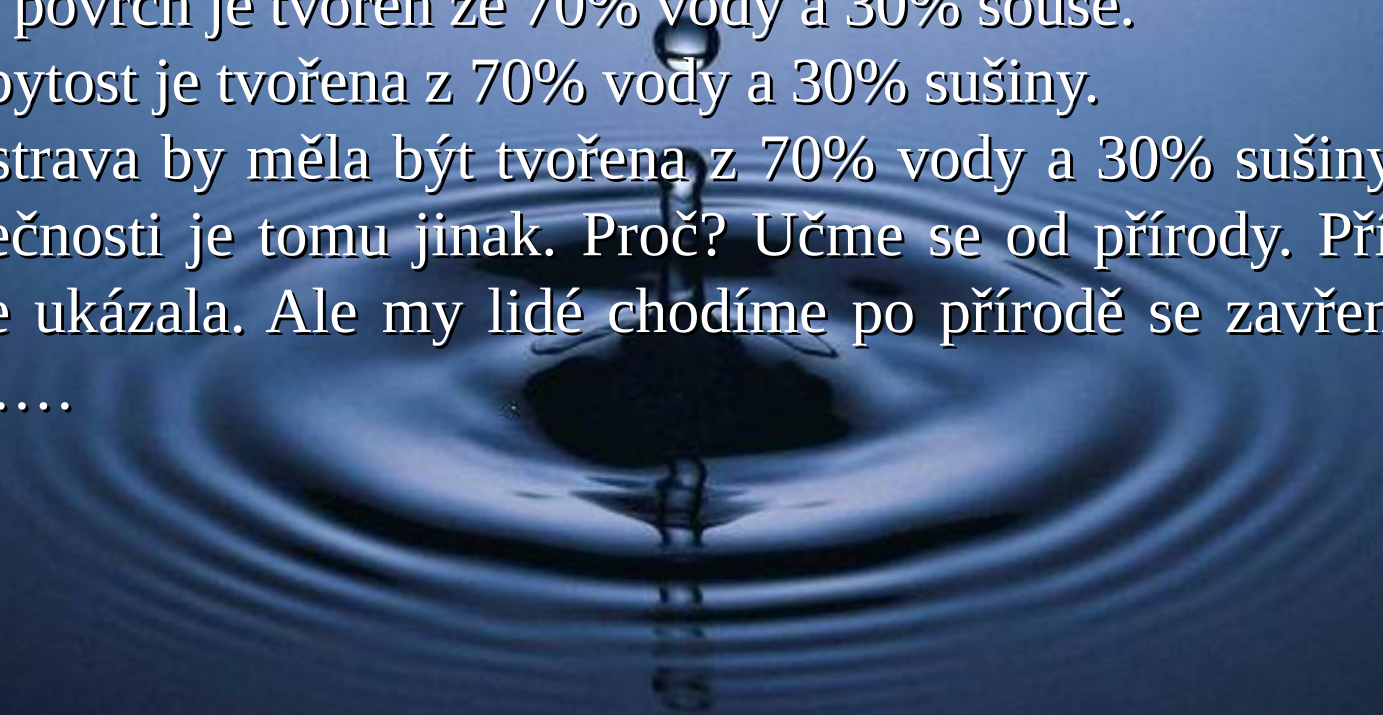 povrch je tvořen ze 70% vody a 30% souše.
bytost je tvořena z 70% vody a 30% sušiny.
strava by měla být tvořena z 70% vody a 30% sušiny
ečnosti je tomu jinak. Proč? Učme se od přírody. Pří
e ukázala. Ale my lidé chodíme po přírodě se zavřen
....